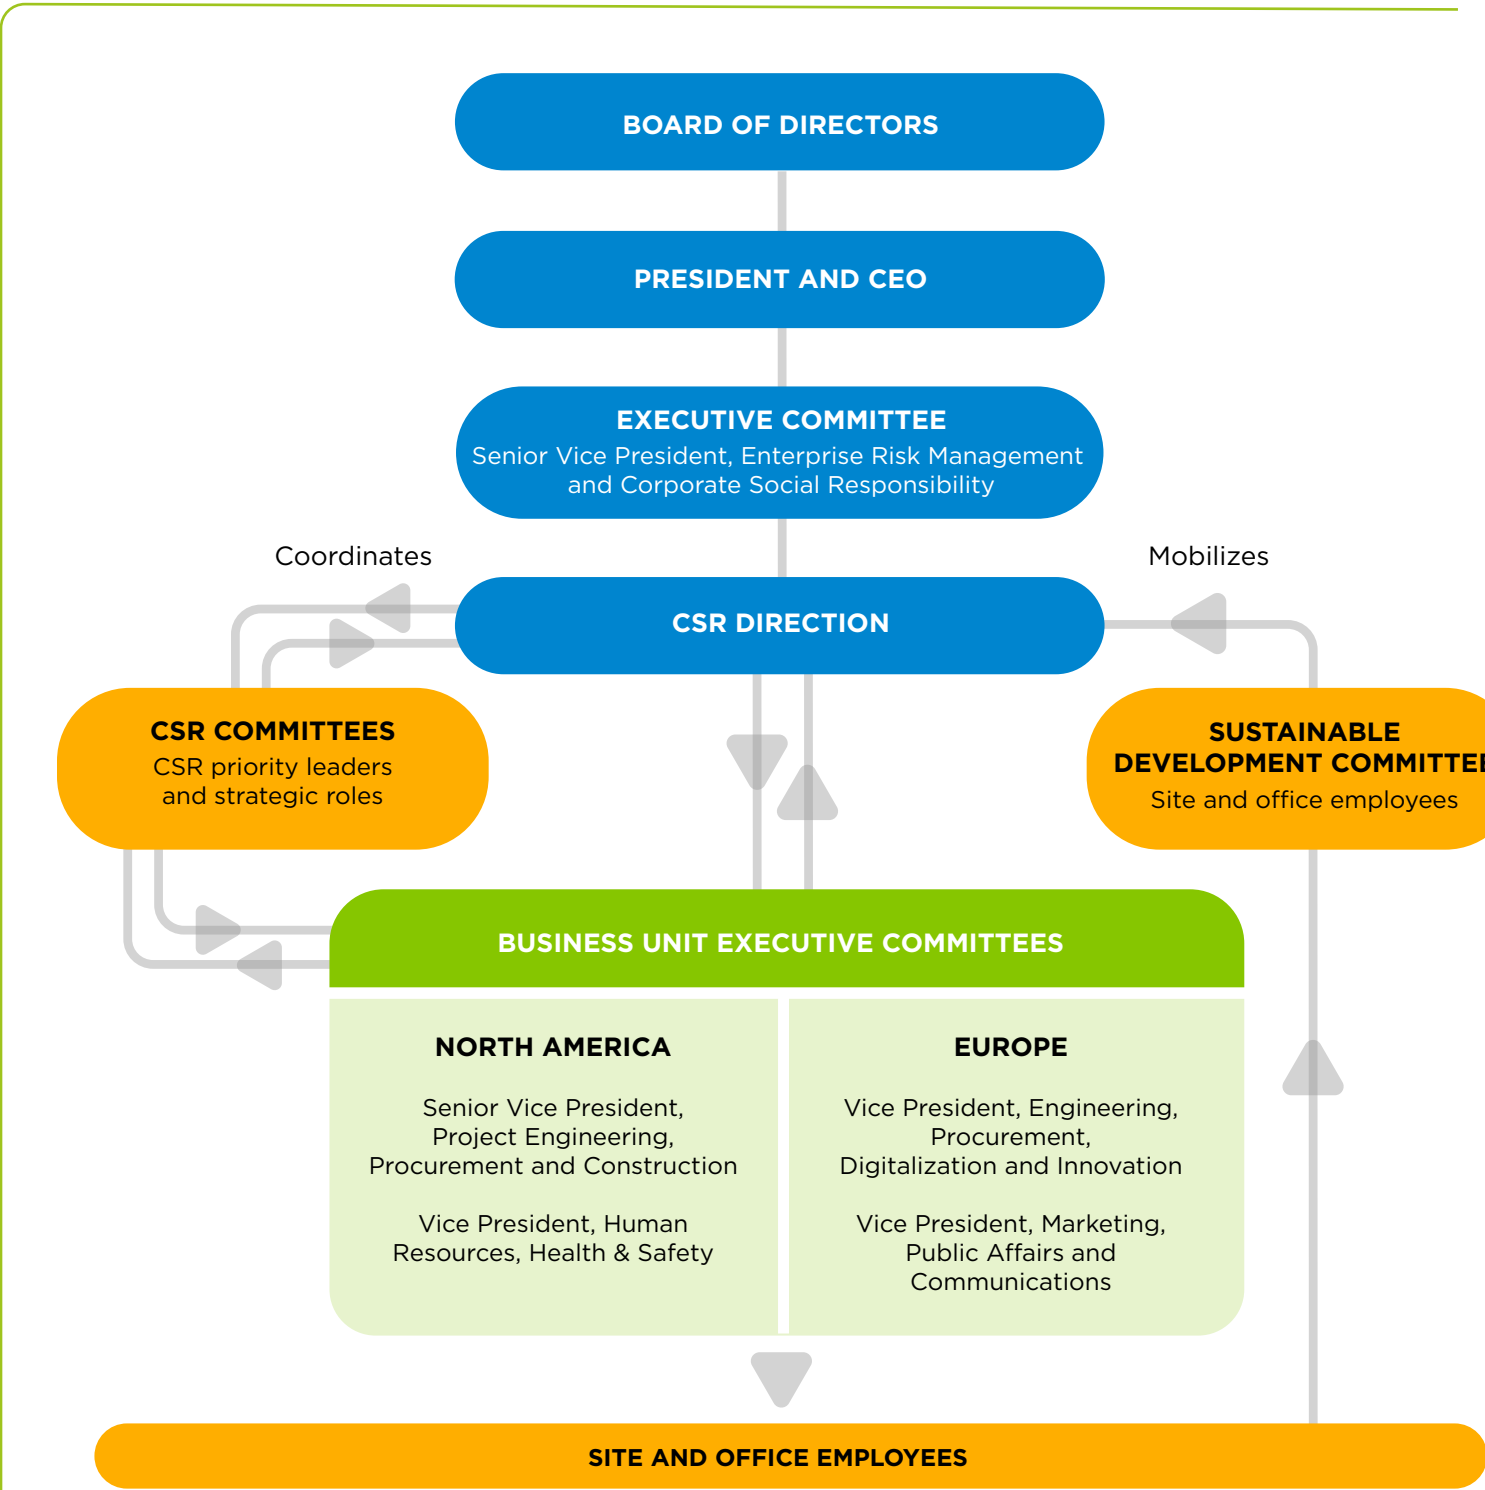 BOARD OF DIRECTORS
PRESIDENT AND CEO
EXECUTIVE COMMITTEE
Senior Vice President, Enterprise Risk Management
and Corporate Social Responsibility
Coordinates
Mobilizes
CSR DIRECTION
CSR COMMITTEES
CSR priority leaders
and strategic roles
SUSTAINABLE
DEVELOPMENT COMMITTEE
Site and office employees
BUSINESS UNIT EXECUTIVE COMMITTEES
NORTH AMERICA
Senior Vice President,
Project Engineering,
Procurement and Construction
Vice President, Human
Resources, Health & Safety
EUROPE
Vice President, Engineering,
Procurement,
Digitalization and Innovation
Vice President, Marketing,
Public Affairs and
Communications
SITE AND OFFICE EMPLOYEES